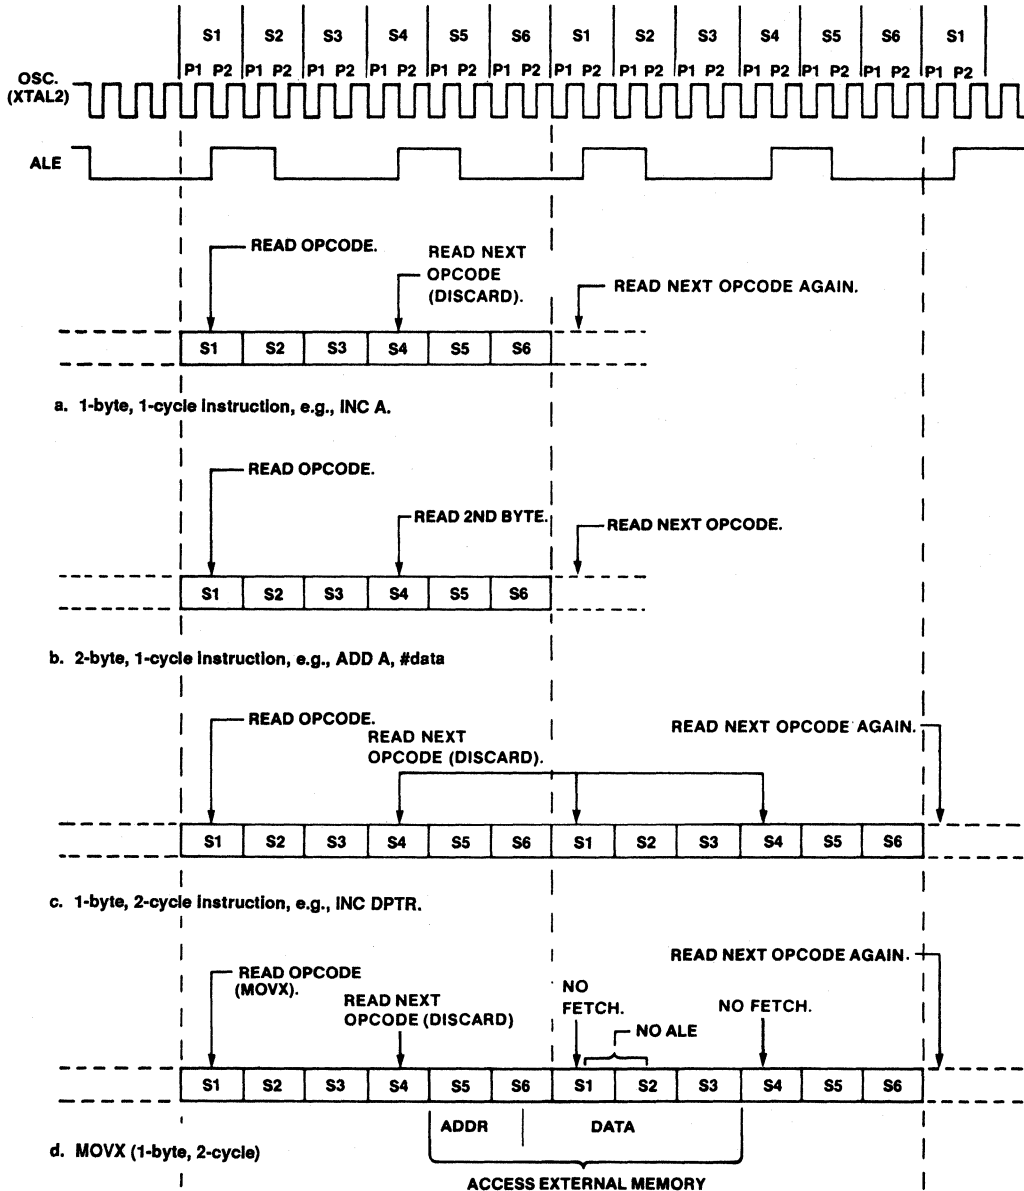 S1 S2 S3 S4 S5 S6 S1 S2 S3 S4 S5 S6 S1
P1 P2 P1 P2 P1 P2 P1 P2 P1 P2 P1 P2 P1 P2 P1 P2 P1 P2 P1 P2 P1 P2 P1 P2 P1 P2
OSC.
(XTAL2)
ALE
READ OPCODE.
READ NEXT
OPCODE
(DISCARD).
READ NEXT OPCODE AGAIN.
S1 S2 S3 S4 S5 S6
a. 1-byte, 1-cycle instruction, e.g., INC A.
READ OPCODE.
READ 2ND BYTE.
READ NEXT OPCODE.
S1 S2 S3 S4 S5 S6
b. 2-byte, 1-cycle instruction, e.g., ADD A, #data
READ OPCODE.
READ NEXT
OPCODE (DISCARD).
READ NEXT OPCODE AGAIN.
S1 S2 S3 S4 S5 S6 S1 S2 S3 S4 S5 S6
c. 1-byte, 2-cycle instruction, e.g., INC DPTR.
READ OPCODE
(MOVX).
READ NEXT
OPCODE (DISCARD)
NO
FETCH.
NO ALE
NO FETCH.
READ NEXT OPCODE AGAIN.
S1 S2 S3 S4 S5 S6 S1 S2 S3 S4 S5 S6
ADDR
DATA
d. MOVX (1-byte, 2-cycle)
ACCESS EXTERNAL MEMORY